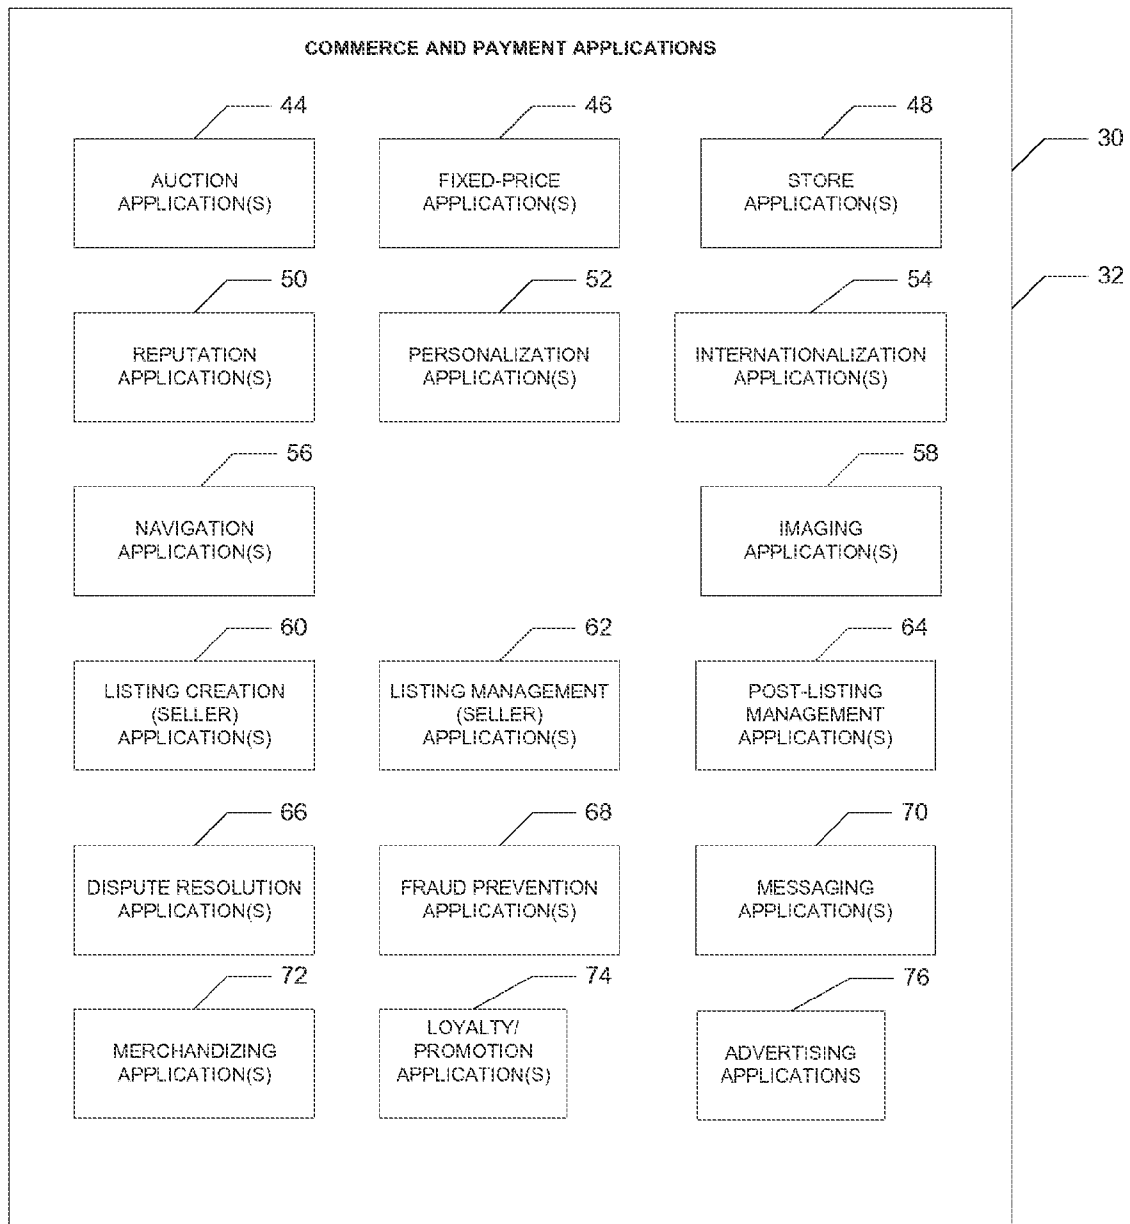 COMMERCE AND PAYMENT APPLICATIONS
44
46
48
30
AUCTION
APPLICATION(S)
FIXED-PRICE
APPLICATION(S)
STORE
APPLICATION(S)
50
52
54
32
REPUTATION
APPLICATION(S)
PERSONALIZATION
APPLICATION(S)
INTERNATIONALIZATION
APPLICATION(S)
56
58
NAVIGATION
APPLICATION(S)
IMAGING
APPLICATION(S)
60
62
64
LISTING CREATION
(SELLER)
APPLICATION(S)
LISTING MANAGEMENT
(SELLER)
APPLICATION(S)
POST-LISTING
MANAGEMENT
APPLICATION(S)
66
68
70
DISPUTE RESOLUTION
APPLICATION(S)
FRAUD PREVENTION
APPLICATION(S)
MESSAGING
APPLICATION(S)
72
74
76
MERCHANDIZING
APPLICATION(S)
LOYALTY/
PROMOTION
APPLICATION(S)
ADVERTISING
APPLICATIONS